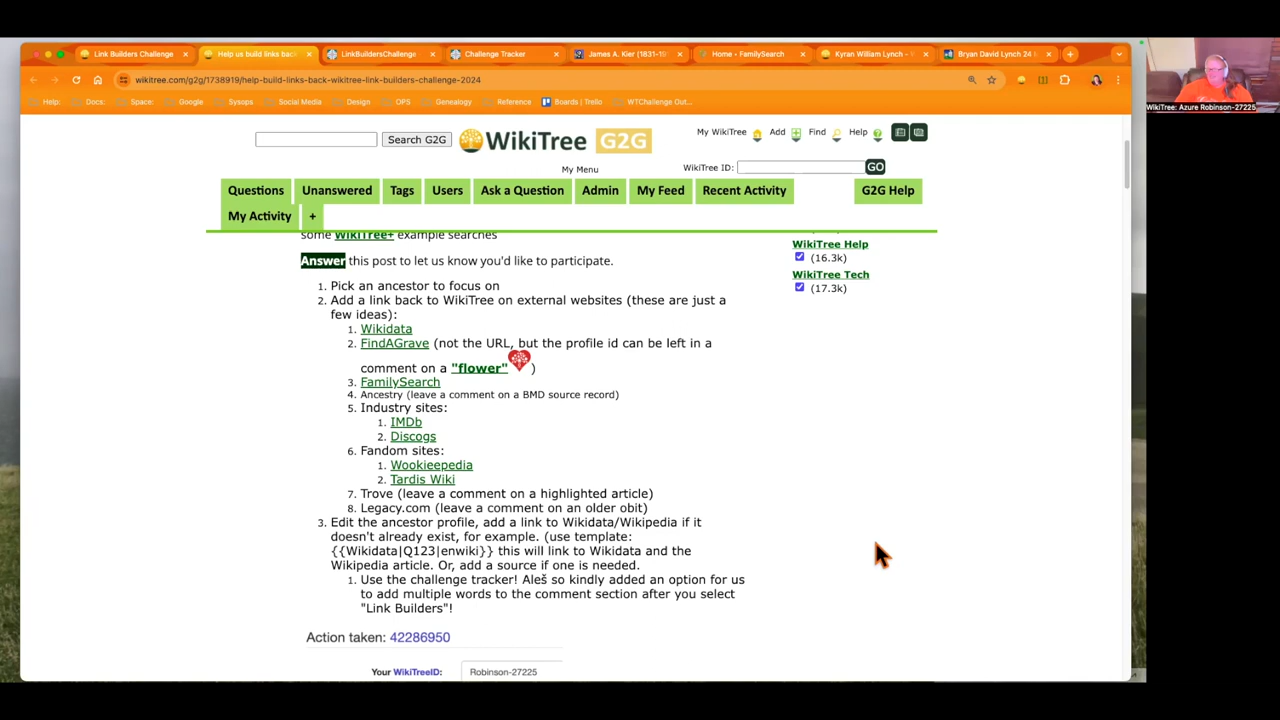 Link Builders Challenge
Help us build links back
LinkBuildersChallenge
Challenge Tracker
James A. Kier (1831-19
Home • FamilySearch
Kyran William Lynch - V
Bryan David Lynch 24 M
wikitree.com/g2g/1738919/help-build-links-back-wikitree-link-builders-challenge-2024
Help:
Docs:
Space:
Google
Sysops
Social Media
Design
OPS
Genealogy
Reference
Boards | Trello
WTChallenge Out...
WikiTree: Azure Robinson-27225
Search G2G
WikiTree G2G
My WikiTree
Add
Find
Help
My Menu
WikiTree ID:
GO
Questions
Unanswered
Tags
Users
Ask a Question
Admin
My Feed
Recent Activity
G2G Help
My Activity
+
some WikiTree+ example searches
Answer this post to let us know you'd like to participate.
1. Pick an ancestor to focus on
2. Add a link back to WikiTree on external websites (these are just a
few ideas):
1. Wikidata
2. FindAGrave (not the URL, but the profile id can be left in a
comment on a "flower" )
3. FamilySearch
4. Ancestry (leave a comment on a BMD source record)
5. Industry sites:
1. IMDb
2. Discogs
6. Fandom sites:
1. Wookieepedia
2. Tardis Wiki
7. Trove (leave a comment on a highlighted article)
8. Legacy.com (leave a comment on an older obit)
3. Edit the ancestor profile, add a link to Wikidata/Wikipedia if it
doesn't already exist, for example. (use template:
{{Wikidata|Q123|enwiki}} this will link to Wikidata and the
Wikipedia article. Or, add a source if one is needed.
1. Use the challenge tracker! Aleš so kindly added an option for us
to add multiple words to the comment section after you select
"Link Builders"!
Action taken: 42286950
Your WikiTreeID:
Robinson-27225
WikiTree Help
(16.3k)
WikiTree Tech
(17.3k)